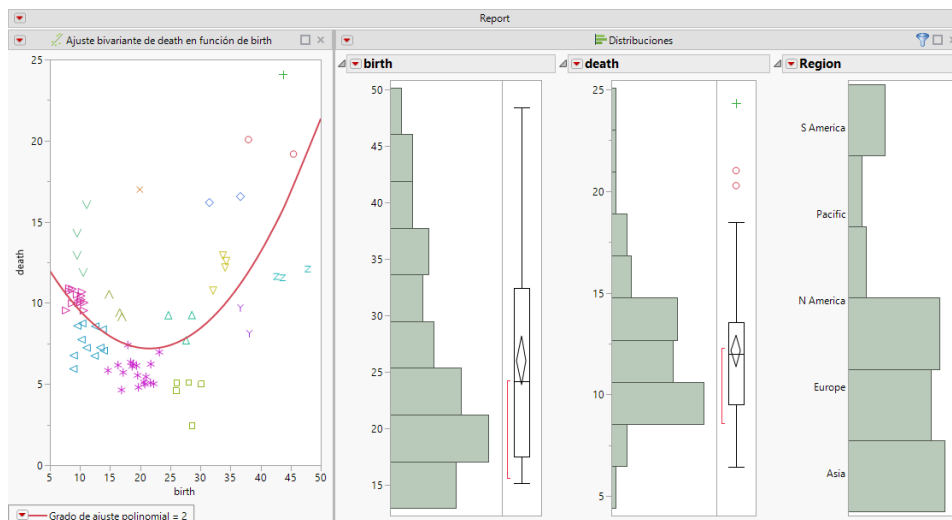 Report
Ajuste bivariante de death en función de birth
25
20
15
10
5
0
death
5 10 15 20 25 30 35 40 45 50
birth
Grado de ajuste polinomial = 2
Distribuciones
birth
50
45
40
35
30
25
20
15
death
25
20
15
10
5
Region
S America
Pacific
N America
Europe
Asia